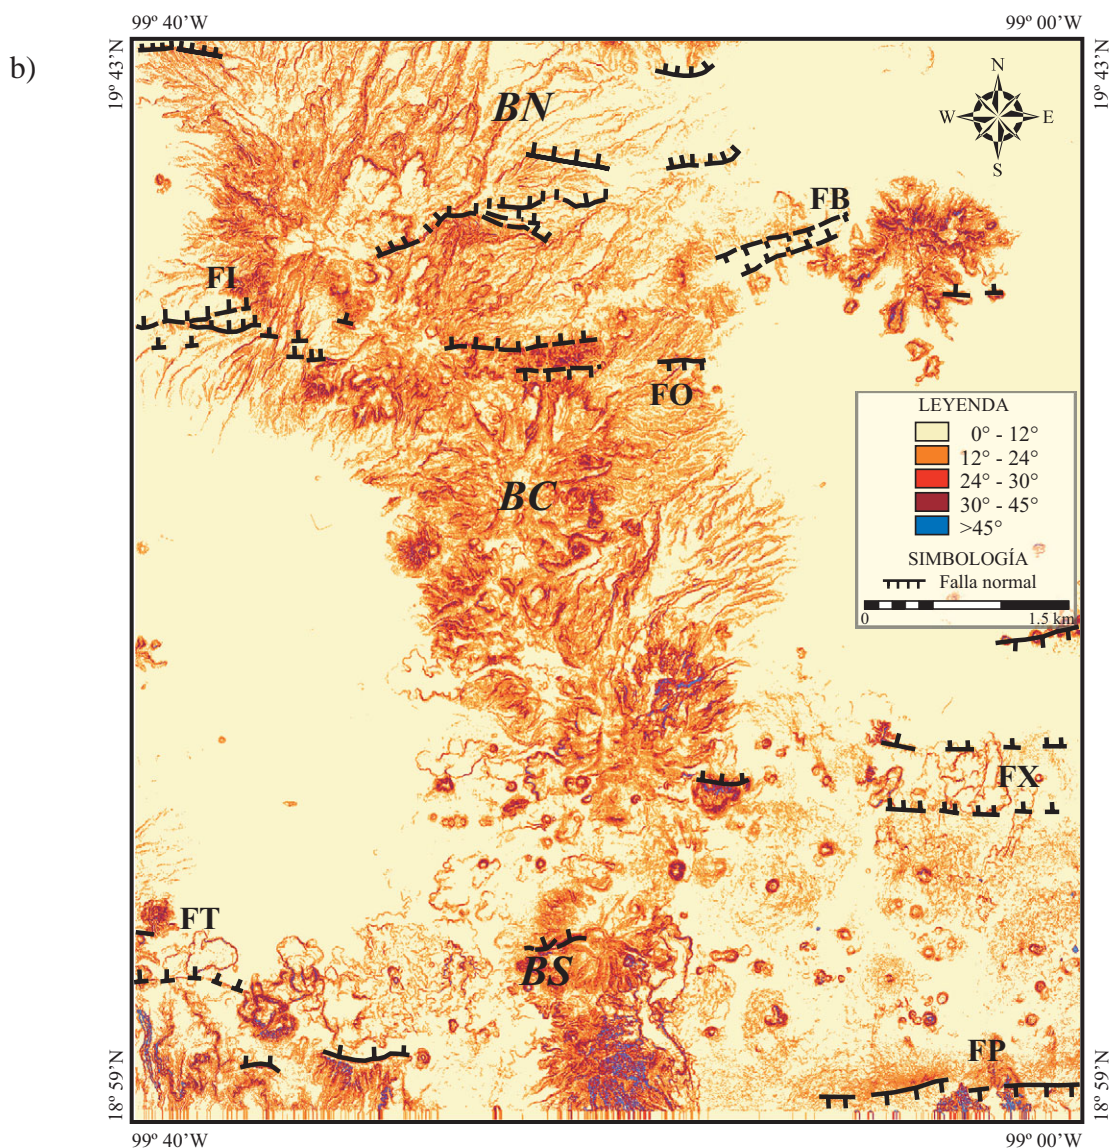 99º 40’W
99º 00’W
b)
19º 43’N
19º 43’N
BN
N
W
E
S
FB
FI
FO
LEYENDA
0° - 12°
12° - 24°
24° - 30°
30° - 45°
>45°
SIMBOLOGÍA
Falla normal
0
1.5 km
BC
FX
FT
BS
FP
18º 59’N
18º 59’N
99º 40’W
99º 00’W